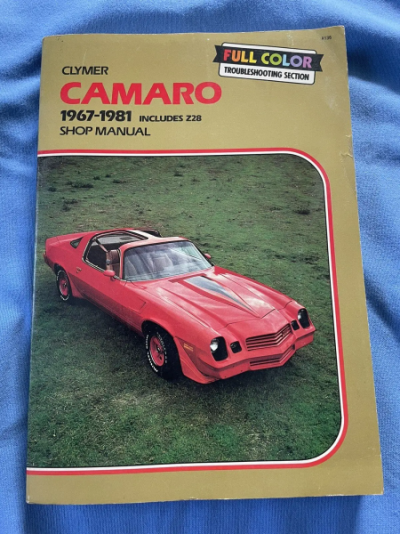 FULL COLOR
TROUBLESHOOTING SECTION
CLYMER
CAMARO
1967-1981 INCLUDES Z28
SHOP MANUAL